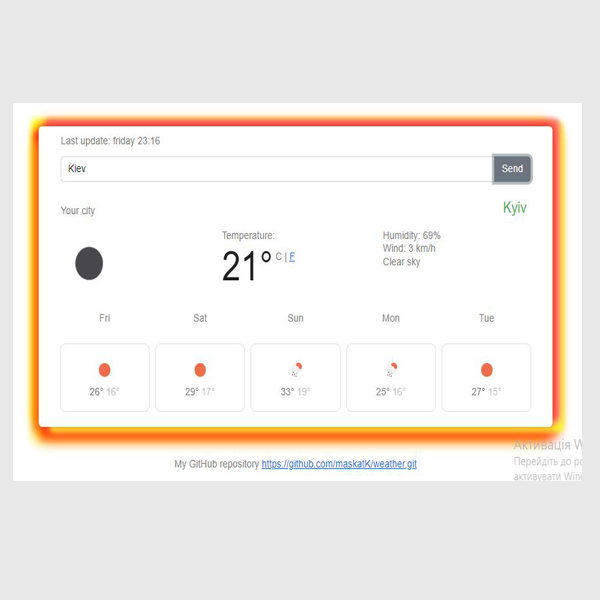 Last update: friday 23:16
Kiev
Send
Your city
Kyiv
Temperature:
21° C | F
Humidity: 69%
Wind: 3 km/h
Clear sky
Fri
Sat
Sun
Mon
Tue
26° 16°
29° 17°
33° 19°
25° 16°
27° 15°
Активація W
Перейдіть до
активувати
My GitHub repository https://github.com/maskatK/weather.git